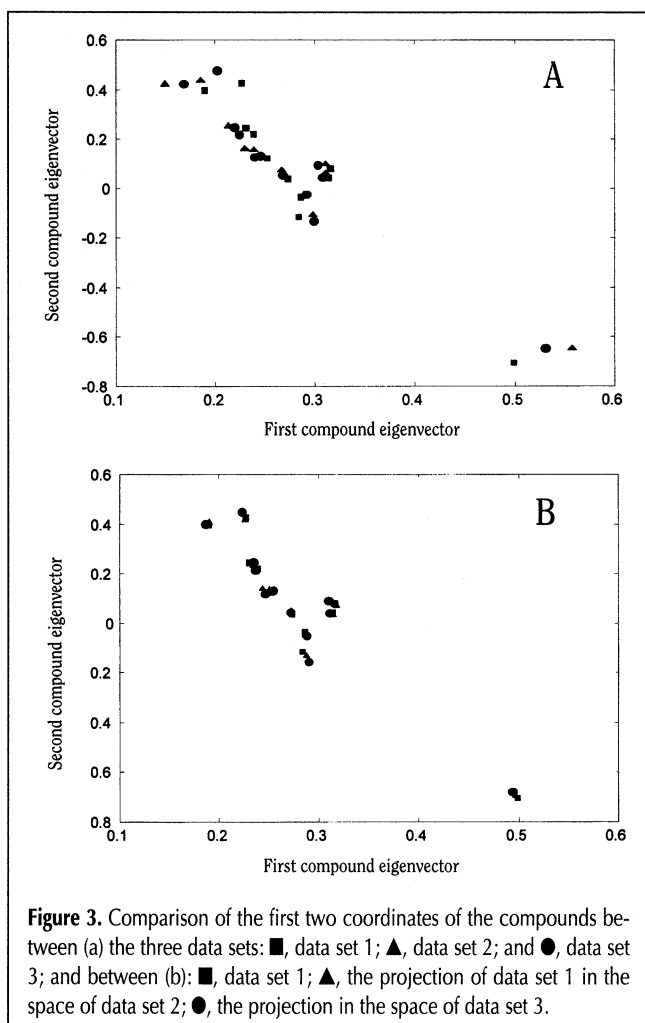 A
0.6
0.4
0.2
0
-0.2
-0.4
-0.6
-0.8
Second compound eigenvector
0.1 0.2 0.3 0.4 0.5 0.6
First compound eigenvector
B
0.6
0.4
0.2
0
0.2
0.4
0.6
0.8
Second compound eigenvector
0.1 0.2 0.3 0.4 0.5 0.6
First compound eigenvector
Figure 3. Comparison of the first two coordinates of the compounds be-
tween (a) the three data sets: ■, data set 1; ▲, data set 2; and ●, data set
3; and between (b): ■, data set 1; ▲, the projection of data set 1 in the
space of data set 2; ●, the projection in the space of data set 3.